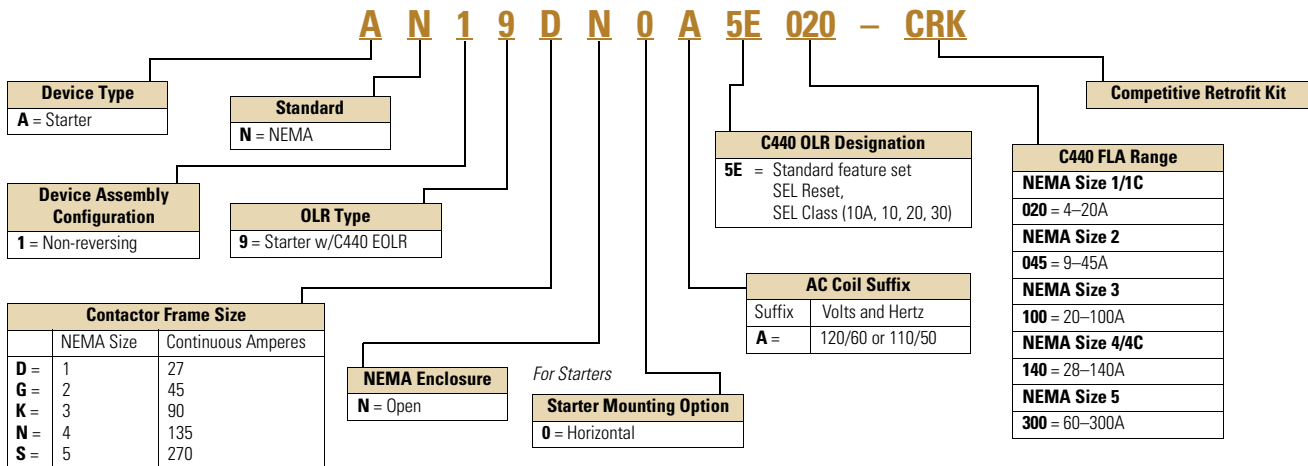 A N 1 9 D N 0 A 5E 020 – CRK
Device Type
A = Starter
Standard
N = NEMA
Competitive Retrofit Kit
C440 OLR Designation
5E = Standard feature set
SEL Reset,
SEL Class (10A, 10, 20, 30)
C440 FLA Range
NEMA Size 1/1C
020 = 4–20A
NEMA Size 2
045 = 9–45A
NEMA Size 3
100 = 20–100A
NEMA Size 4/4C
140 = 28–140A
NEMA Size 5
300 = 60–300A
Device Assembly
Configuration
1 = Non-reversing
OLR Type
9 = Starter w/C440 EOLR
AC Coil Suffix
Suffix Volts and Hertz
A = 120/60 or 110/50
Contactor Frame Size
NEMA Size Continuous Amperes
D = 1 27
G = 2 45
K = 3 90
N = 4 135
S = 5 270
NEMA Enclosure
N = Open
For Starters
Starter Mounting Option
0 = Horizontal